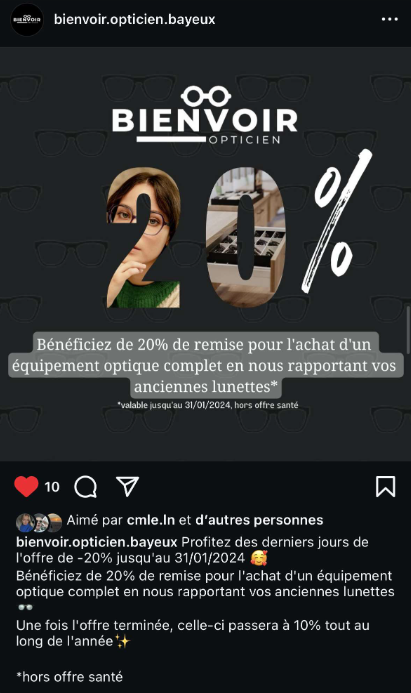 BIENVOIR
bienvoir.opticien.bayeux
BIENVOIR
OPTICIEN
20%
Bénéficiez de 20% de remise pour l'achat d'un
équipement optique complet en nous rapportant vos
anciennes lunettes*
*valable jusqu'au 31/01/2024, hors offre santé
10
Aimé par cmle.ln et d'autres personnes
bienvoir.opticien.bayeux Profitez des derniers jours de
l'offre de -20% jusqu'au 31/01/2024 🥰
Bénéficiez de 20% de remise pour l'achat d'un équipement
optique complet en nous rapportant vos anciennes lunettes
👓
Une fois l'offre terminée, celle-ci passera à 10% tout au
long de l'année✨
*hors offre santé